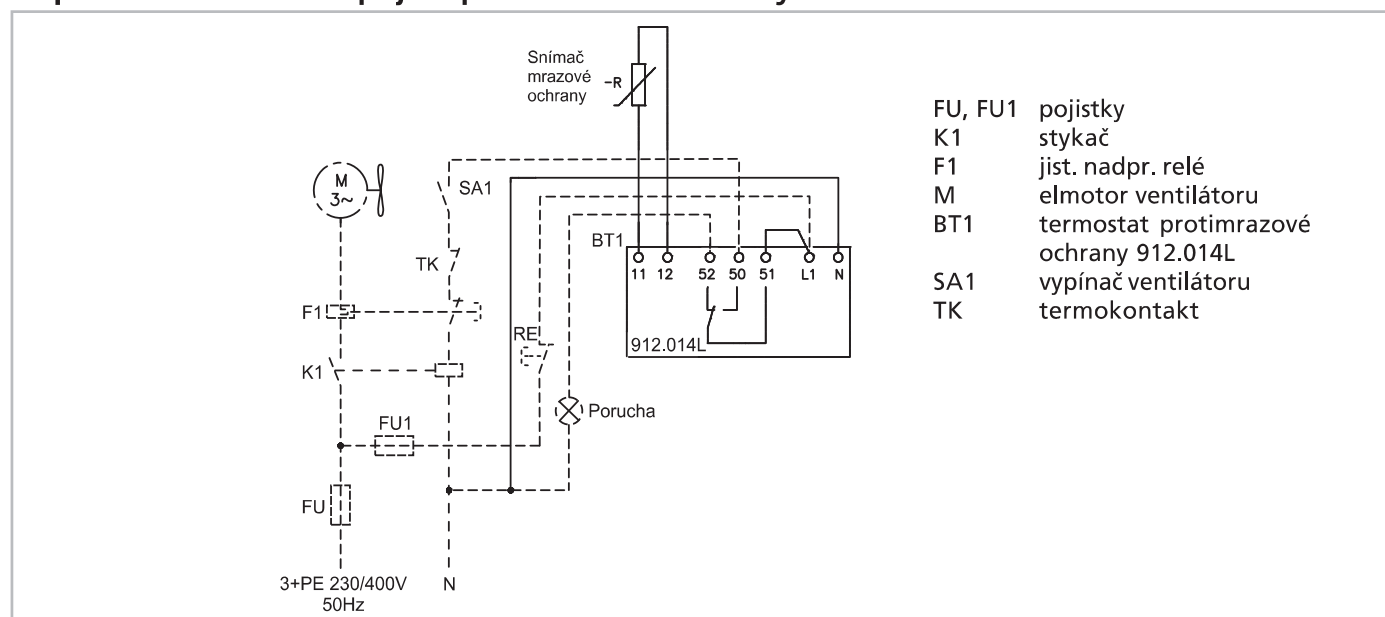 Snímač
mrazové
ochrany
-R
M
3~
SA1
TK
F1
K1
RE
FU1
FU
BT1
11 12 52 50 51 L1 N
912.014L
Porucha
3+PE 230/400V
50Hz
N
FU, FU1 pojistky
K1 stykač
F1 jist. nadpr. relé
M elmotor ventilátoru
BT1 termostat protimrazové
ochrany 912.014L
SA1 vypínač ventilátoru
TK termokontakt